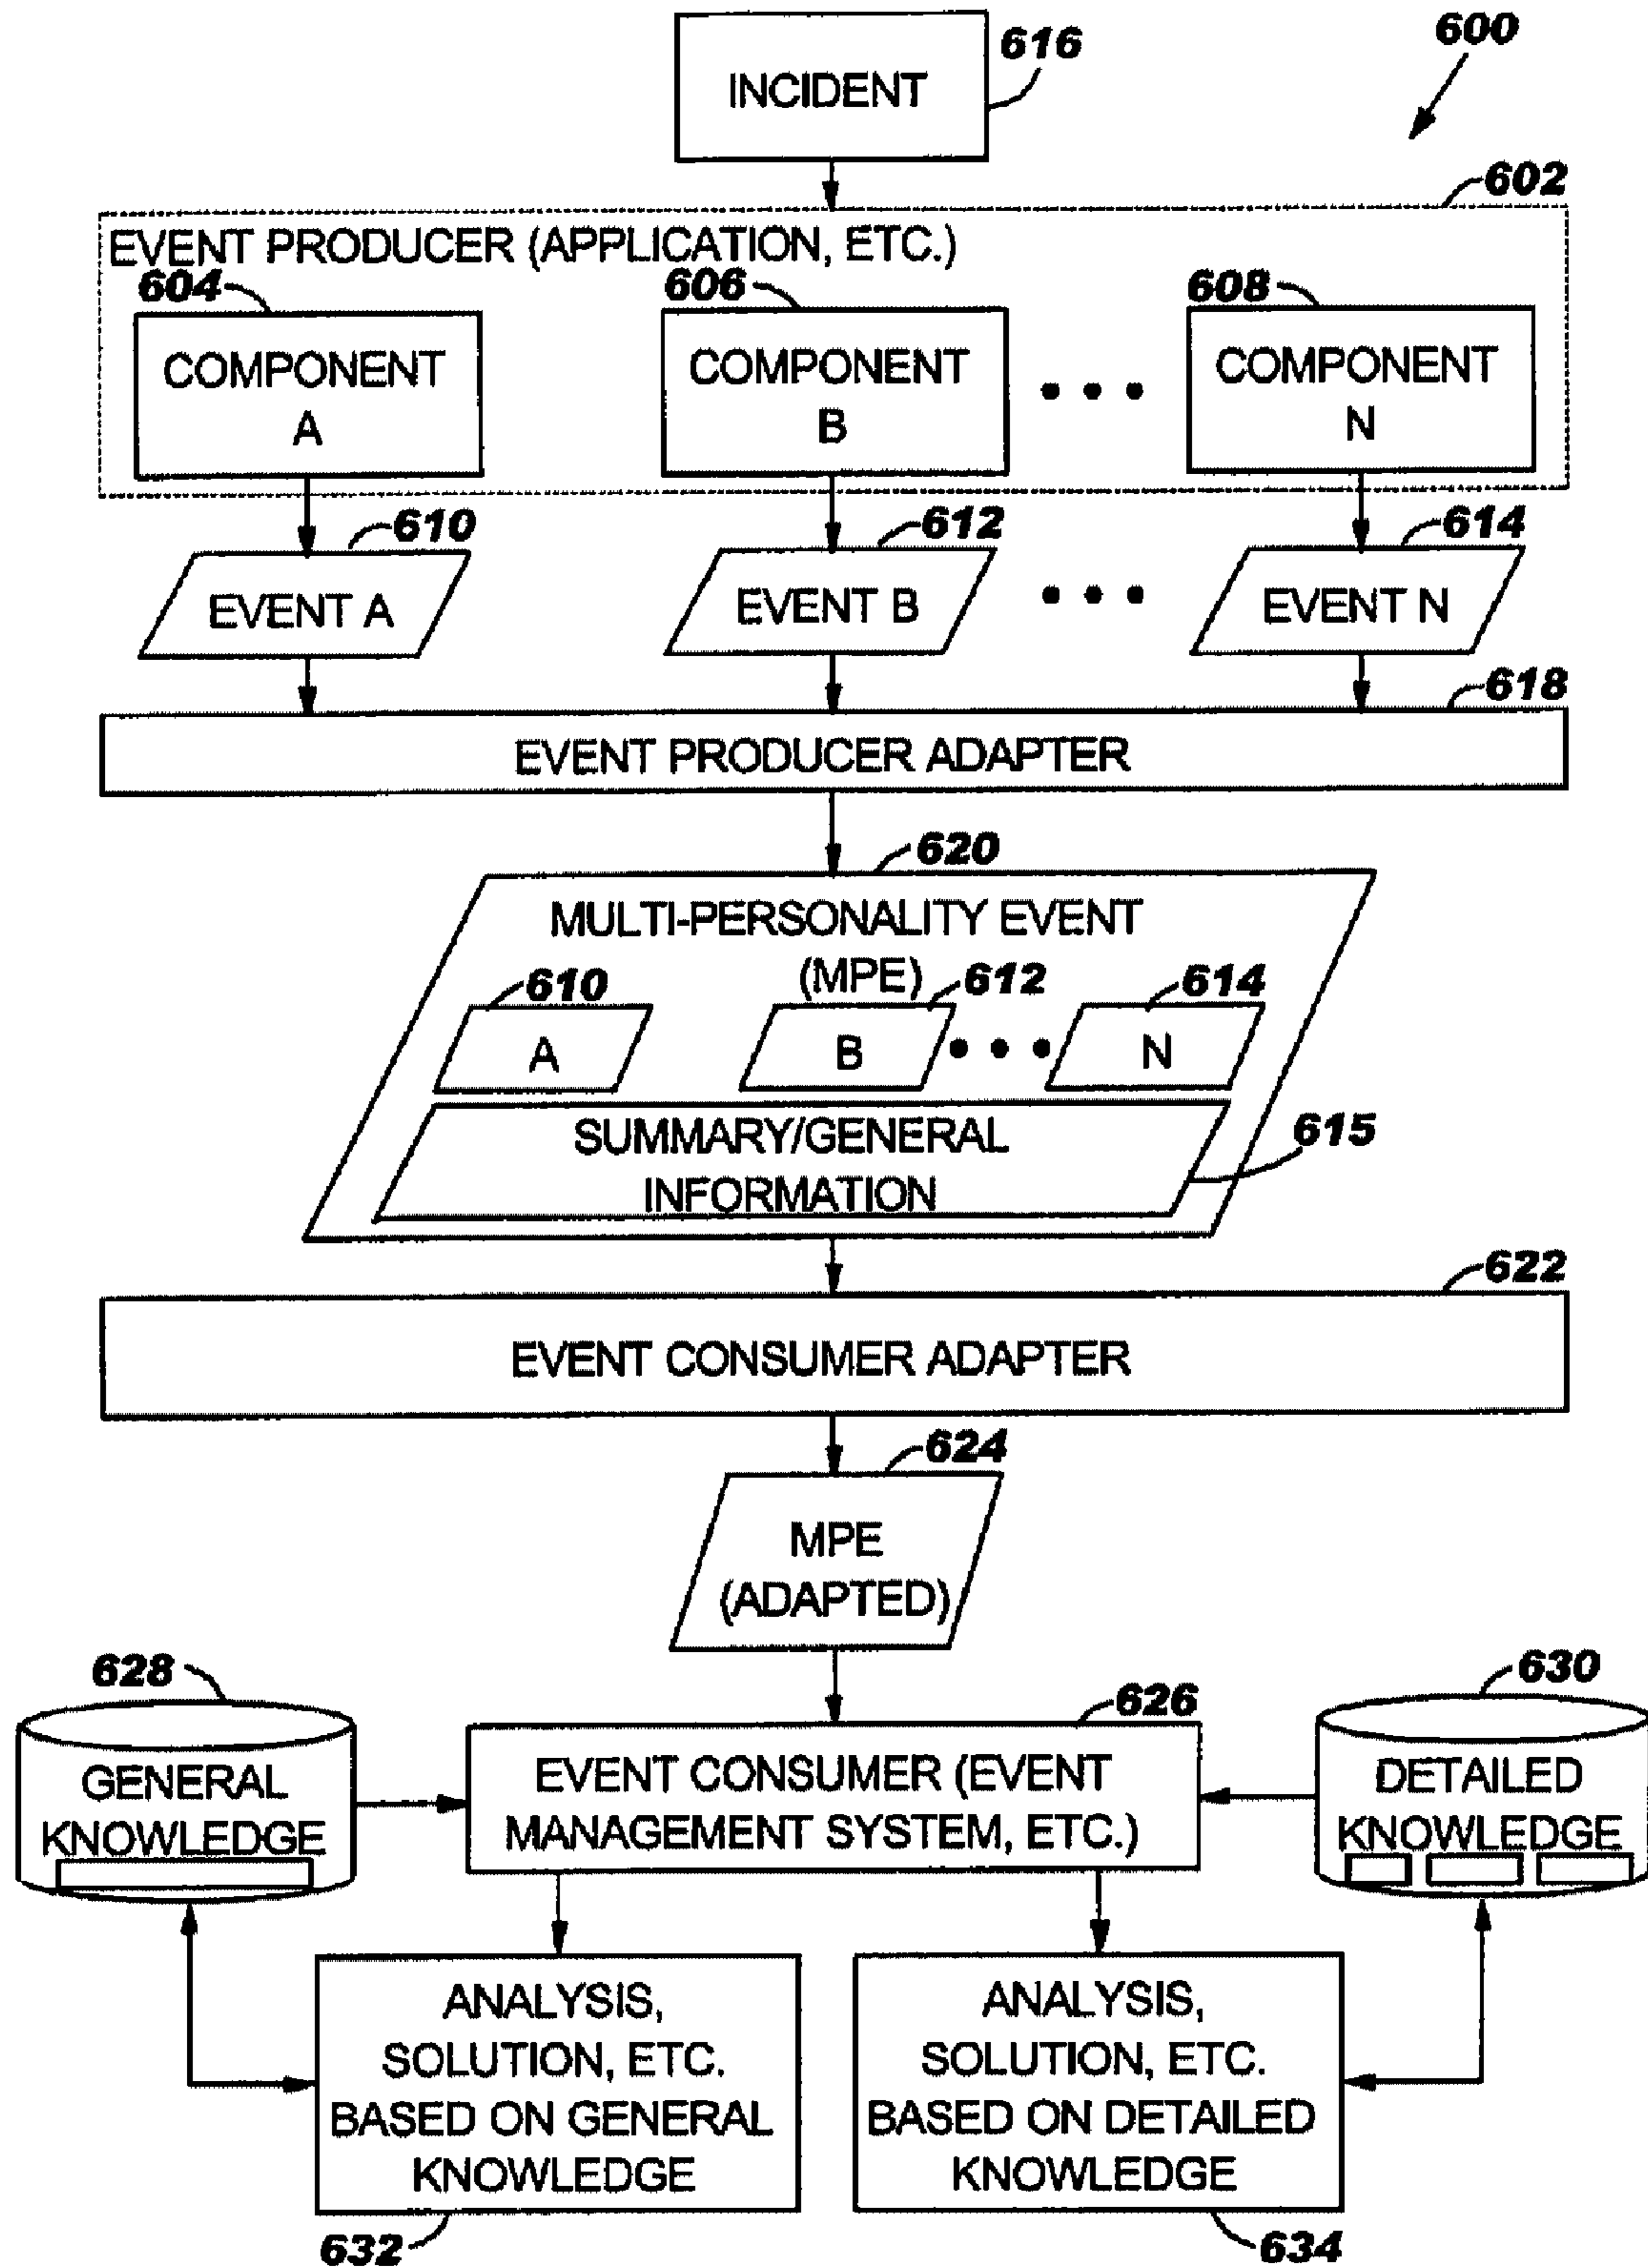 INCIDENT
616
600
602
EVENT PRODUCER (APPLICATION, ETC.)
604
606
608
COMPONENT
A
COMPONENT
B
COMPONENT
N
610
612
614
EVENT A
EVENT B
EVENT N
618
EVENT PRODUCER ADAPTER
620
MULTI-PERSONALITY EVENT
(MPE)
610
612
614
A
B
N
SUMMARY/GENERAL
INFORMATION
615
622
EVENT CONSUMER ADAPTER
624
MPE
(ADAPTED)
628
626
630
GENERAL
KNOWLEDGE
EVENT CONSUMER (EVENT
MANAGEMENT SYSTEM, ETC.)
DETAILED
KNOWLEDGE
ANALYSIS,
SOLUTION, ETC.
BASED ON GENERAL
KNOWLEDGE
ANALYSIS,
SOLUTION, ETC.
BASED ON DETAILED
KNOWLEDGE
632
634